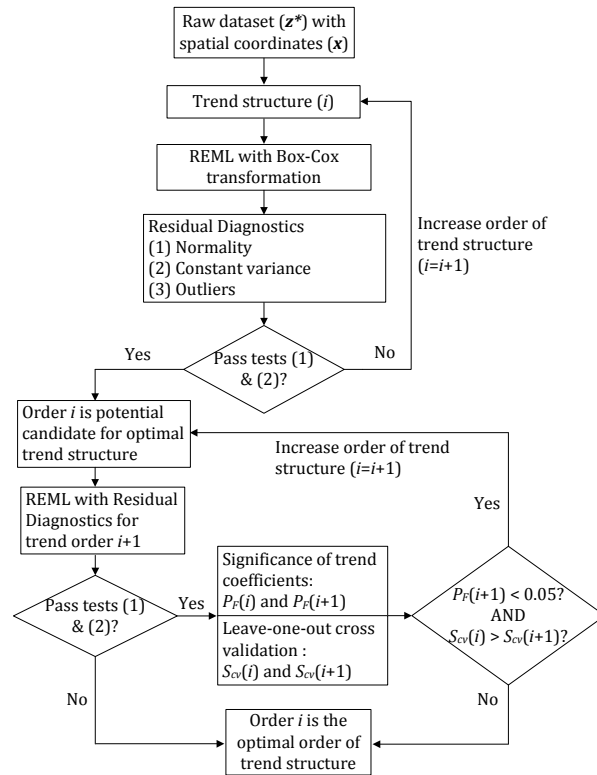 Raw dataset (z*) with
spatial coordinates (x)
Trend structure (i)
REML with Box-Cox
transformation
Residual Diagnostics
(1) Normality
(2) Constant variance
(3) Outliers
Increase order of
trend structure
(i=i+1)
Yes
No
Pass tests (1)
& (2)?
Order i is potential
candidate for optimal
trend structure
Increase order of trend
structure (i=i+1)
REML with Residual
Diagnostics for
trend order i+1
Yes
Significance of trend
coefficients:
PF(i) and PF(i+1)
Pass tests (1)
& (2)?
Yes
Leave-one-out cross
validation :
Scv(i) and Scv(i+1)
PF(i+1) < 0.05?
AND
Scv(i) > Scv(i+1)?
No
No
Order i is the
optimal order of
trend structure